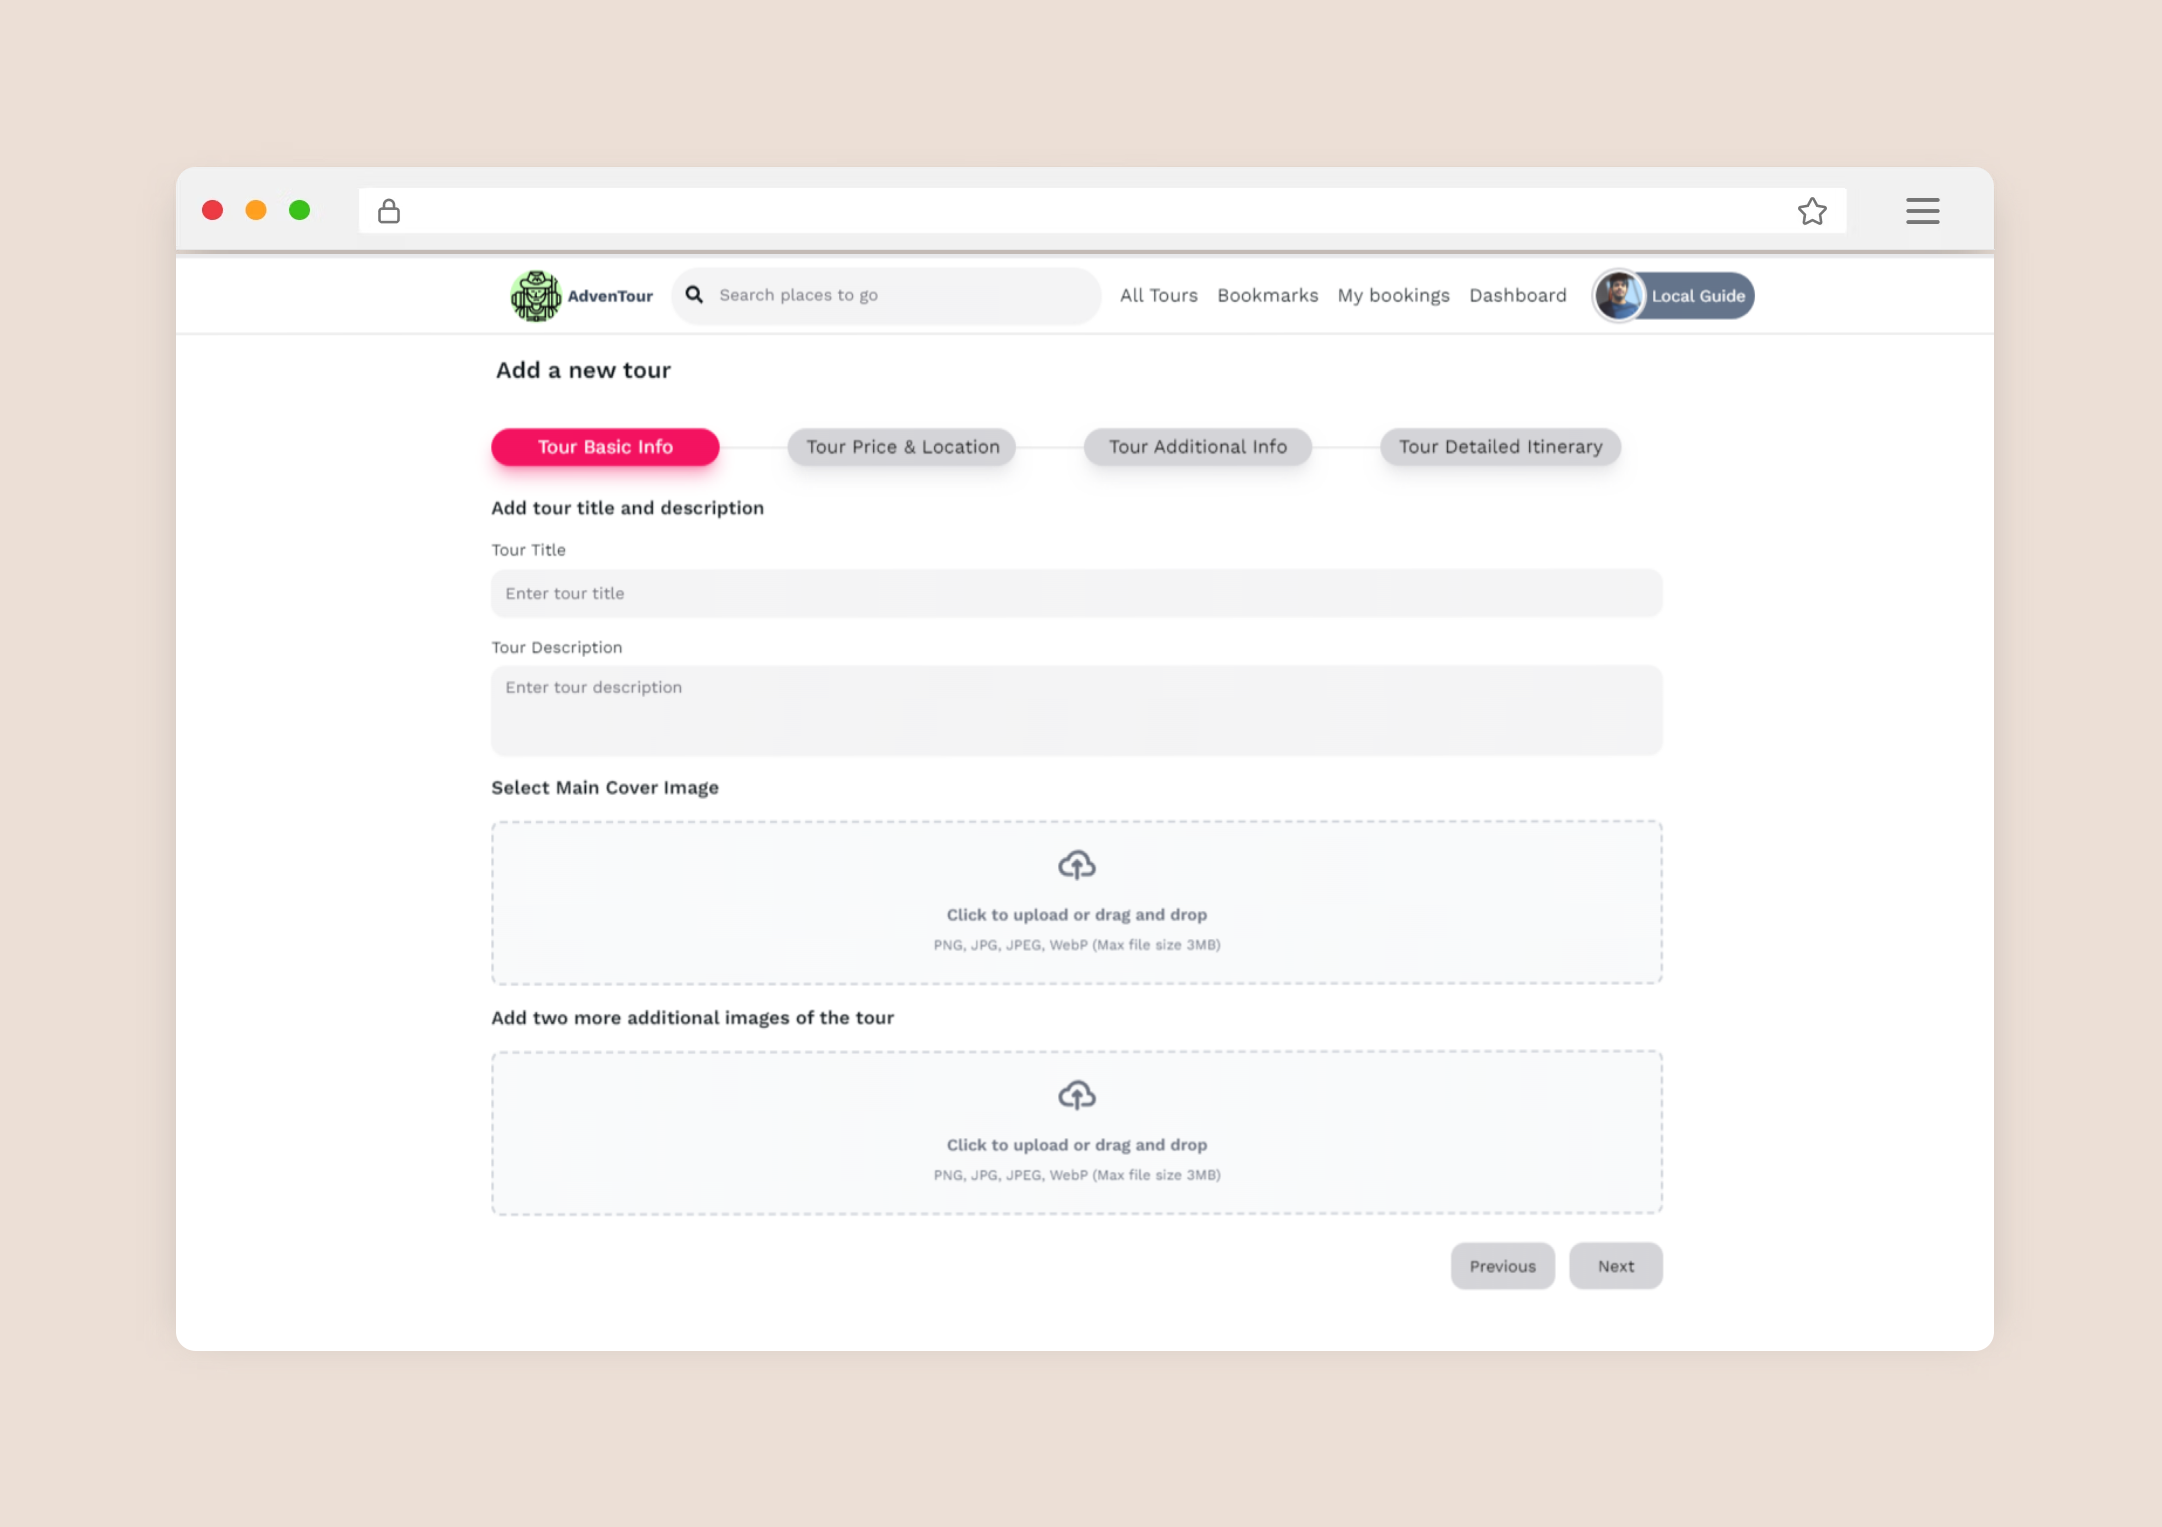 AdvenTour
Search places to go
All Tours
Bookmarks
My bookings
Dashboard
Local Guide
Add a new tour
Tour Basic Info
Tour Price & Location
Tour Additional Info
Tour Detailed Itinerary
Add tour title and description
Tour Title
Enter tour title
Tour Description
Enter tour description
Select Main Cover Image
Click to upload or drag and drop
PNG, JPG, JPEG, WebP (Max file size 3MB)
Add two more additional images of the tour
Click to upload or drag and drop
PNG, JPG, JPEG, WebP (Max file size 3MB)
Previous
Next